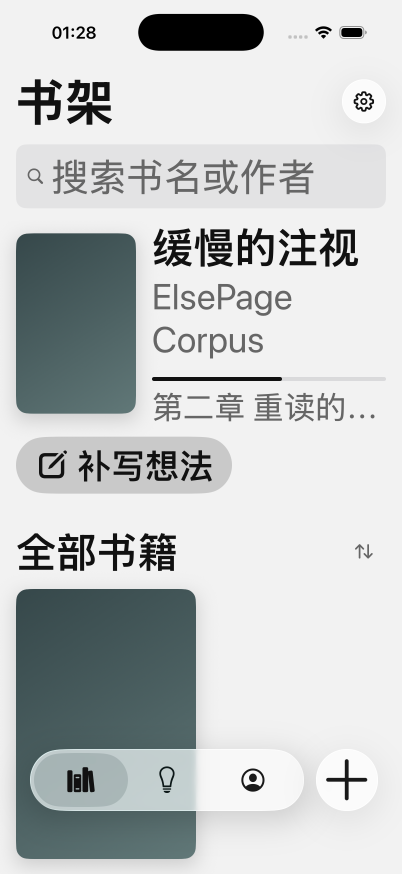 01:28
书架
搜索书名或作者
缓慢的注视
ElsePage
Corpus
第二章 重读的…
补写想法
全部书籍